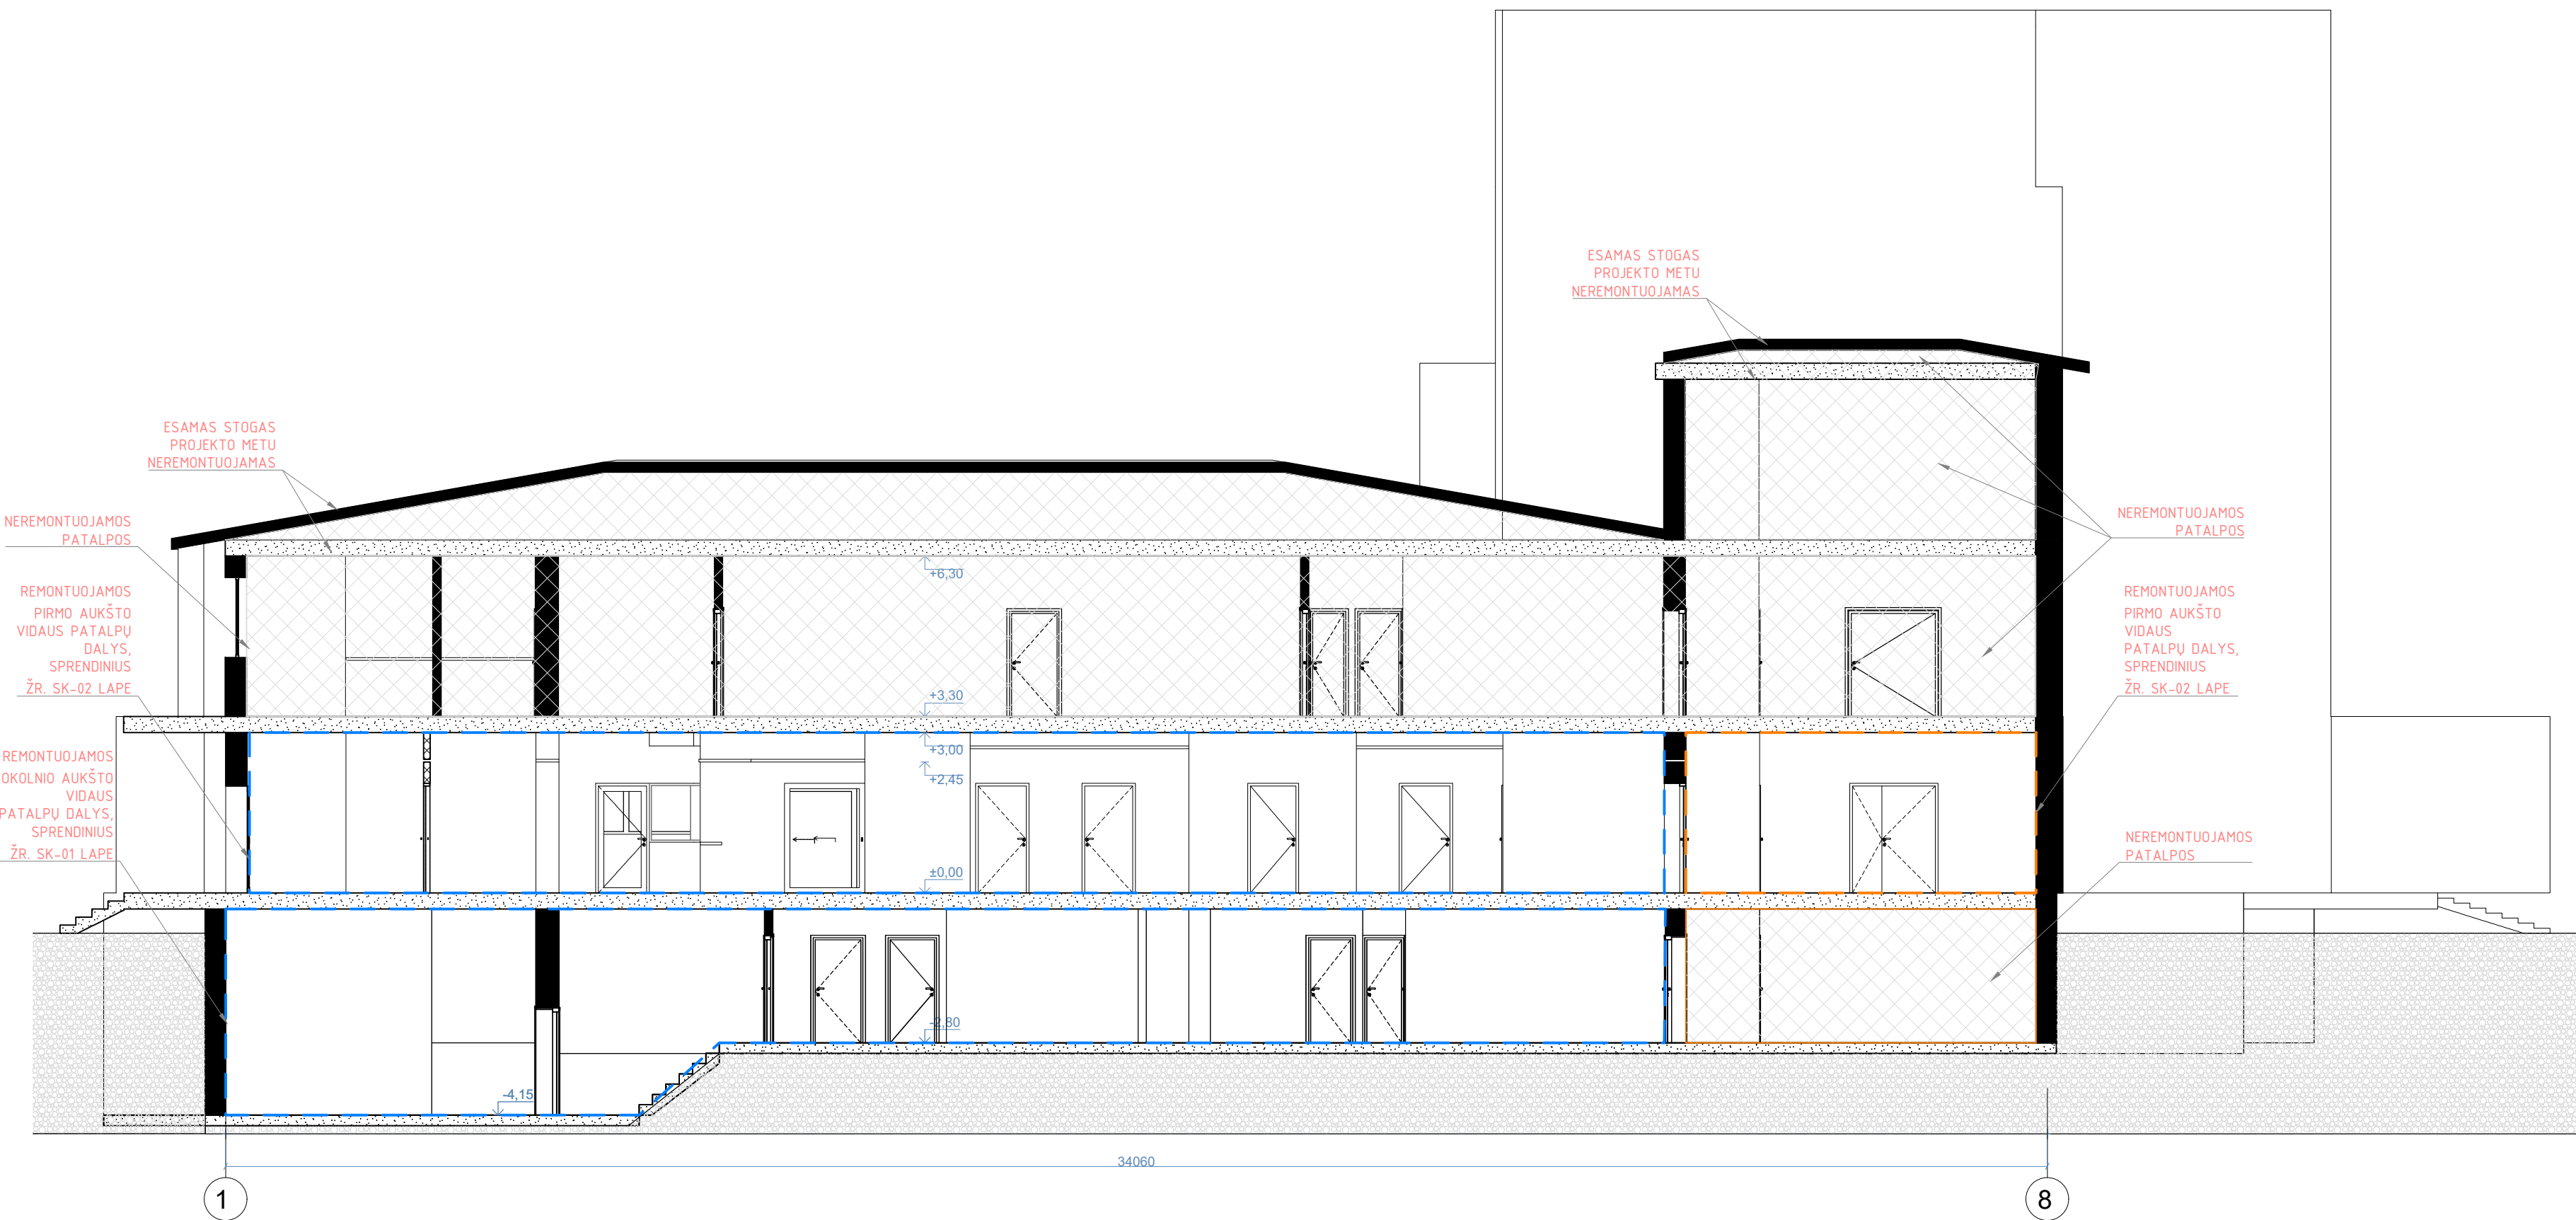 ESAMAS STOGAS
PROJEKTO METU
NEREMONTUOJAMAS
ESAMAS STOGAS
PROJEKTO METU
NEREMONTUOJAMAS
NEREMONTUOJAMOS
PATALPOS
REMONTUOJAMOS
PIRMO AUKŠTO
VIDAUS PATALPŲ
DALYS,
SPRENDINIUS
ŽR. SK-02 LAPE
REMONTUOJAMOS
OKOLNIO AUKŠTO
VIDAUS
PATALPŲ DALYS,
SPRENDINIUS
ŽR. SK-01 LAPE
NEREMONTUOJAMOS
PATALPOS
REMONTUOJAMOS
PIRMO AUKŠTO
VIDAUS
PATALPŲ DALYS,
SPRENDINIUS
ŽR. SK-02 LAPE
NEREMONTUOJAMOS
PATALPOS
+6,30
+3,30
+3,00
+2,45
±0,00
-2,80
-4,15
34060
1
8